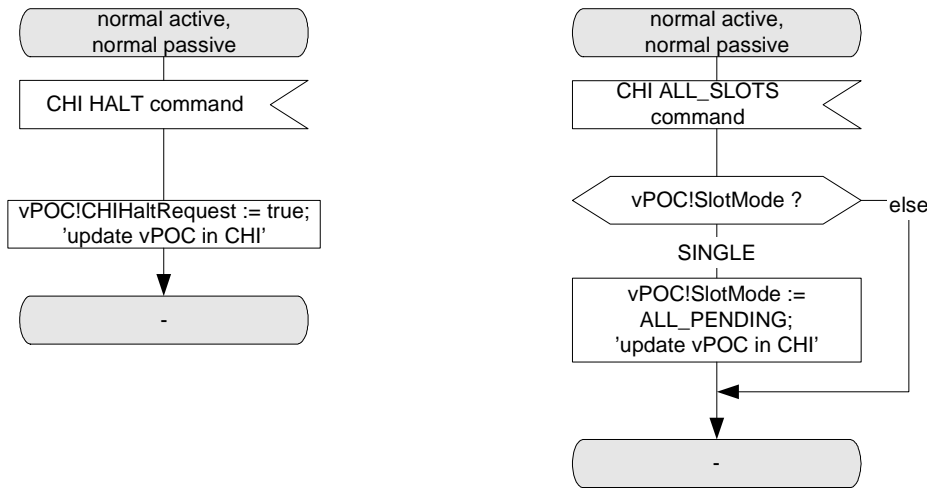 normal active,
normal passive
CHI HALT command
vPOC!CHIHaltRequest := true;
’update vPOC in CHI’
-
normal active,
normal passive
CHI ALL_SLOTS
command
vPOC!SlotMode ?
else
SINGLE
vPOC!SlotMode :=
ALL_PENDING;
’update vPOC in CHI’
-